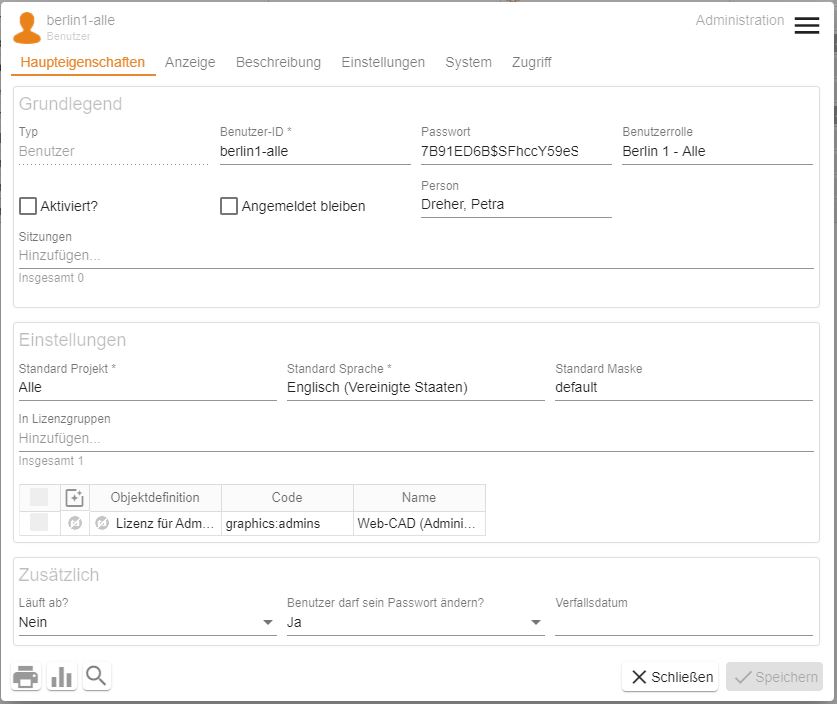 berlin1-alle
Benutzer
Administration
Haupteigenschaften Anzeige Beschreibung Einstellungen System Zugriff
Grundlegend
Typ Benutzer-ID * Passwort Benutzerrolle
Benutzer berlin1-alle 7B91ED6B$SFhccY59eS Berlin 1 - Alle
Person
Aktiviert? Angemeldet bleiben Dreher, Petra
Sitzungen
Hinzufügen...
Insgesamt 0
Einstellungen
Standard Projekt * Standard Sprache * Standard Maske
Alle Englisch (Vereinigte Staaten) default
In Lizenzgruppen
Hinzufügen...
Insgesamt 1
Objektdefinition Code Name
Lizenz für Adm... graphics:admins Web-CAD (Admini...
Zusätzlich
Läuft ab? Benutzer darf sein Passwort ändern? Verfallsdatum
Nein Ja
Schließen Speichern